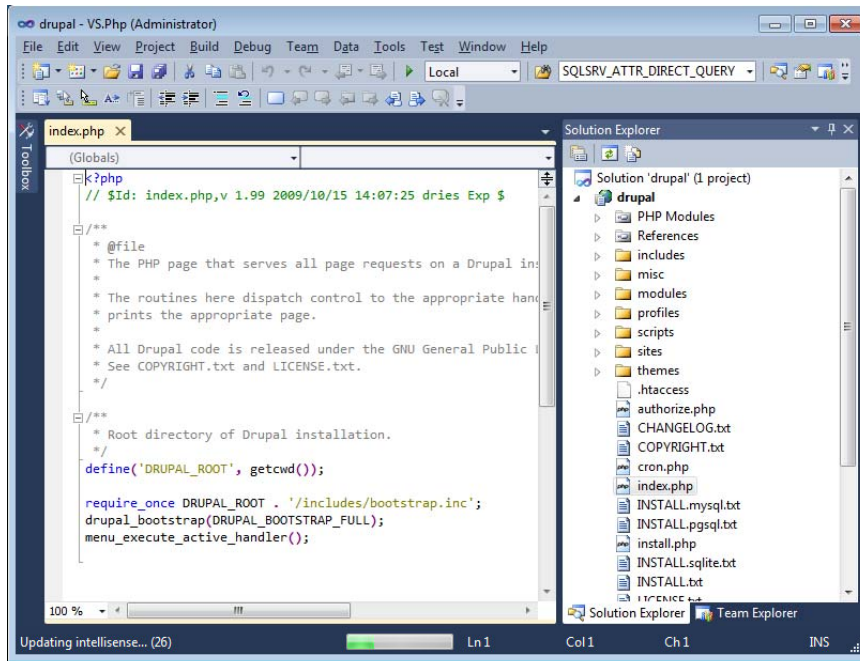 drupal - VS.Php (Administrator)
File Edit View Project Build Debug Team Data Tools Test Window Help
Local SQLSRV_ATTR_DIRECT_QUERY
Toolbox
index.php
(Globals)
<?php
// $Id: index.php,v 1.99 2009/10/15 14:07:25 dries Exp $
/**
* @file
* The PHP page that serves all page requests on a Drupal ins
*
* The routines here dispatch control to the appropriate hand
* prints the appropriate page.
*
* All Drupal code is released under the GNU General Public L
* See COPYRIGHT.txt and LICENSE.txt.
*/
/**
* Root directory of Drupal installation.
*/
define('DRUPAL_ROOT', getcwd());
require_once DRUPAL_ROOT . '/includes/bootstrap.inc';
drupal_bootstrap(DRUPAL_BOOTSTRAP_FULL);
menu_execute_active_handler();
100 %
Solution Explorer
Solution 'drupal' (1 project)
drupal
PHP Modules
References
includes
misc
modules
profiles
scripts
sites
themes
.htaccess
authorize.php
CHANGELOG.txt
COPYRIGHT.txt
cron.php
index.php
INSTALL.mysql.txt
INSTALL.pgsql.txt
install.php
INSTALL.sqlite.txt
INSTALL.txt
LICENSE.txt
Solution Explorer Team Explorer
Updating intellisense... (26) Ln 1 Col 1 Ch 1 INS